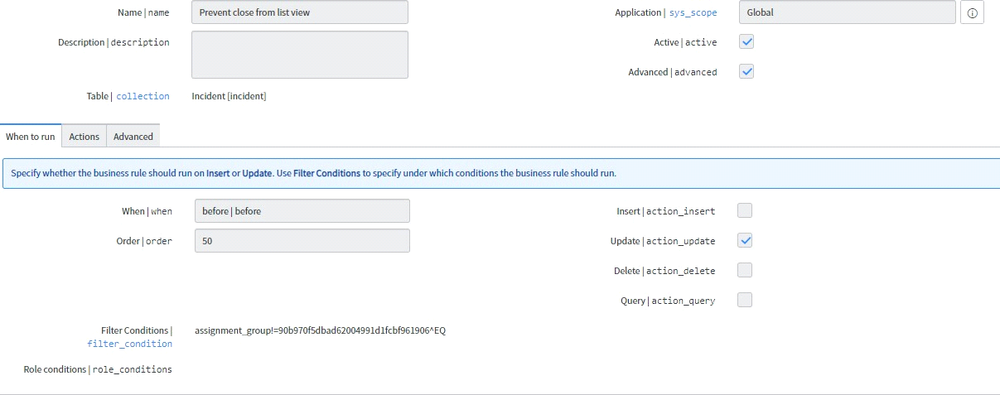 Name | name
Prevent close from list view
Application | sys_scope
Global
Description | description
Active | active
Advanced | advanced
Table | collection
Incident [incident]
When to run
Actions
Advanced
Specify whether the business rule should run on Insert or Update. Use Filter Conditions to specify under which conditions the business rule should run.
When | when
before | before
Insert | action_insert
Order | order
50
Update | action_update
Delete | action_delete
Query | action_query
Filter Conditions |
filter_condition
assignment_group!=90b970f5dbad62004991d1fcbf961906^EQ
Role conditions | role_conditions